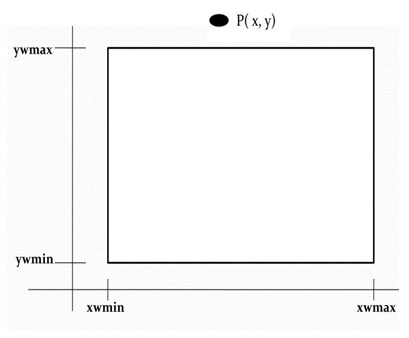 P( x, y)
ywmax
ywmin
xwmin
xwmax